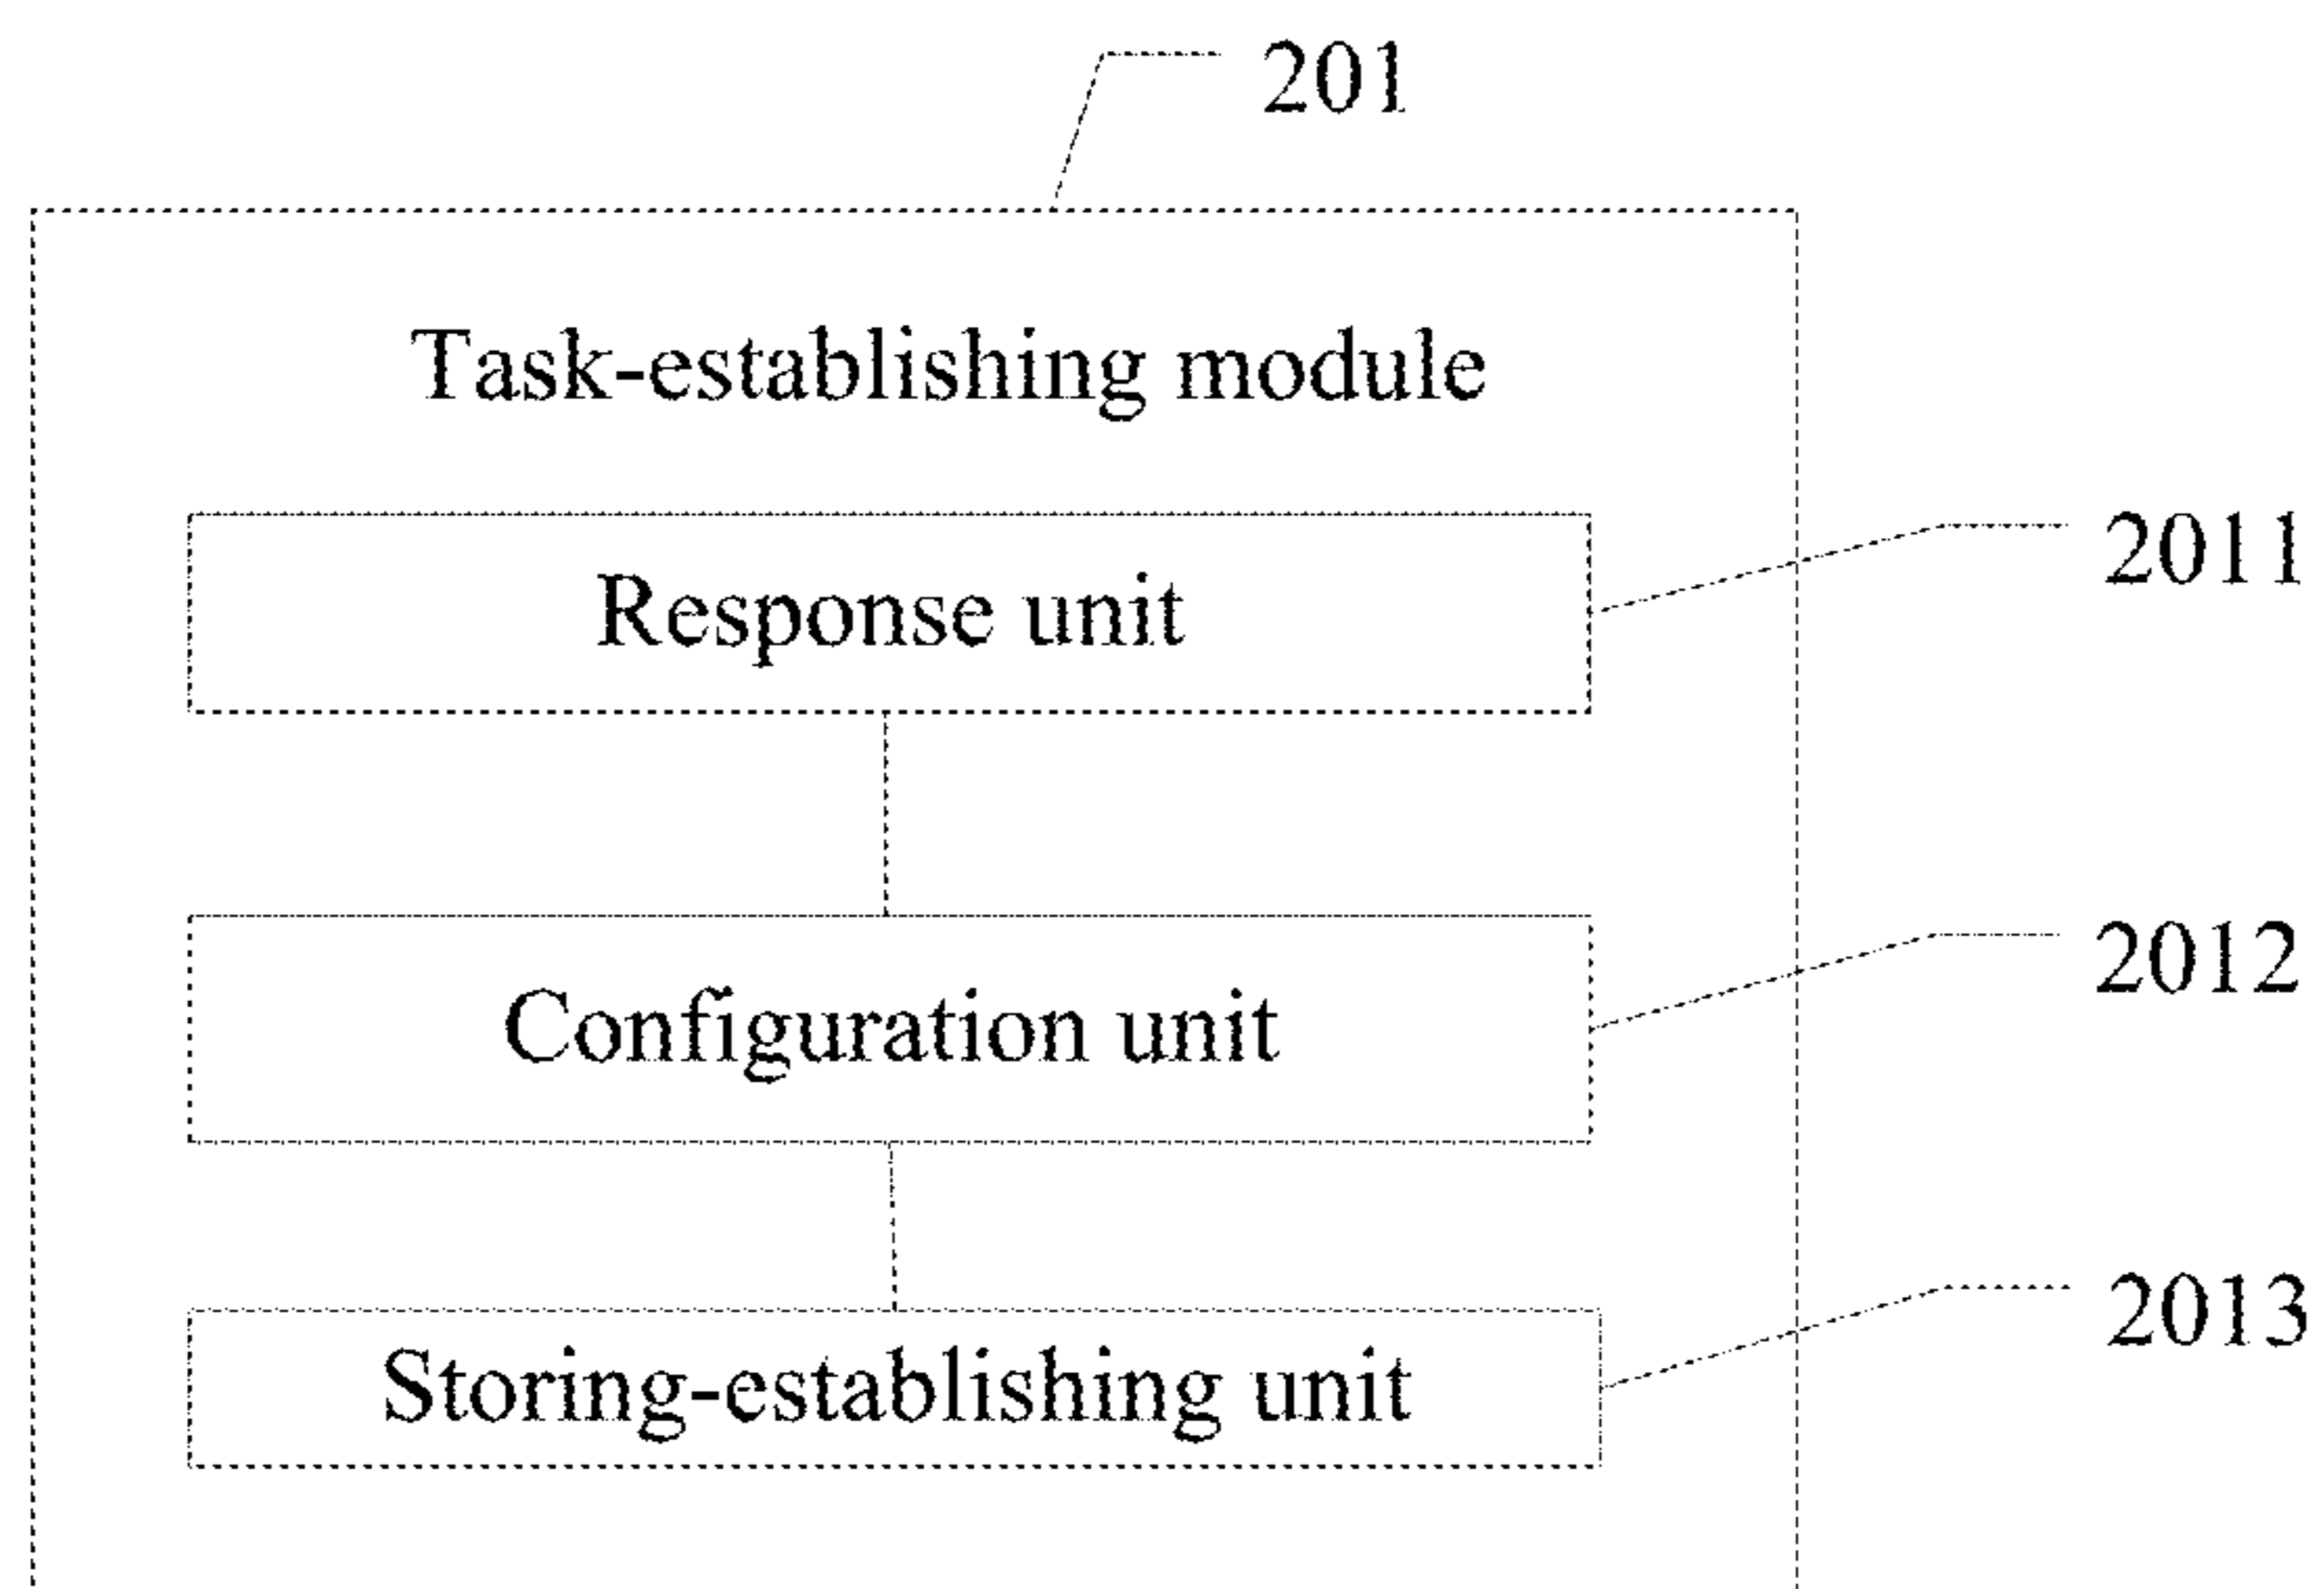 201
Task-establishing module
Response unit
2011
Configuration unit
2012
Storing-establishing unit
2013